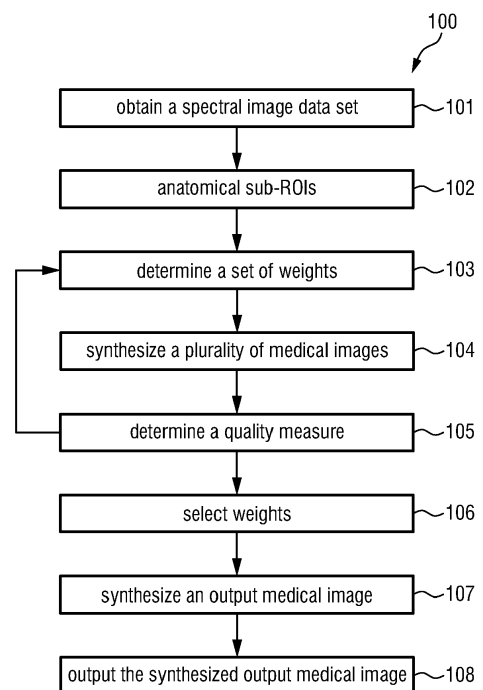 100
obtain a spectral image data set 101
anatomical sub-ROIs 102
determine a set of weights 103
synthesize a plurality of medical images 104
determine a quality measure 105
select weights 106
synthesize an output medical image 107
output the synthesized output medical image 108